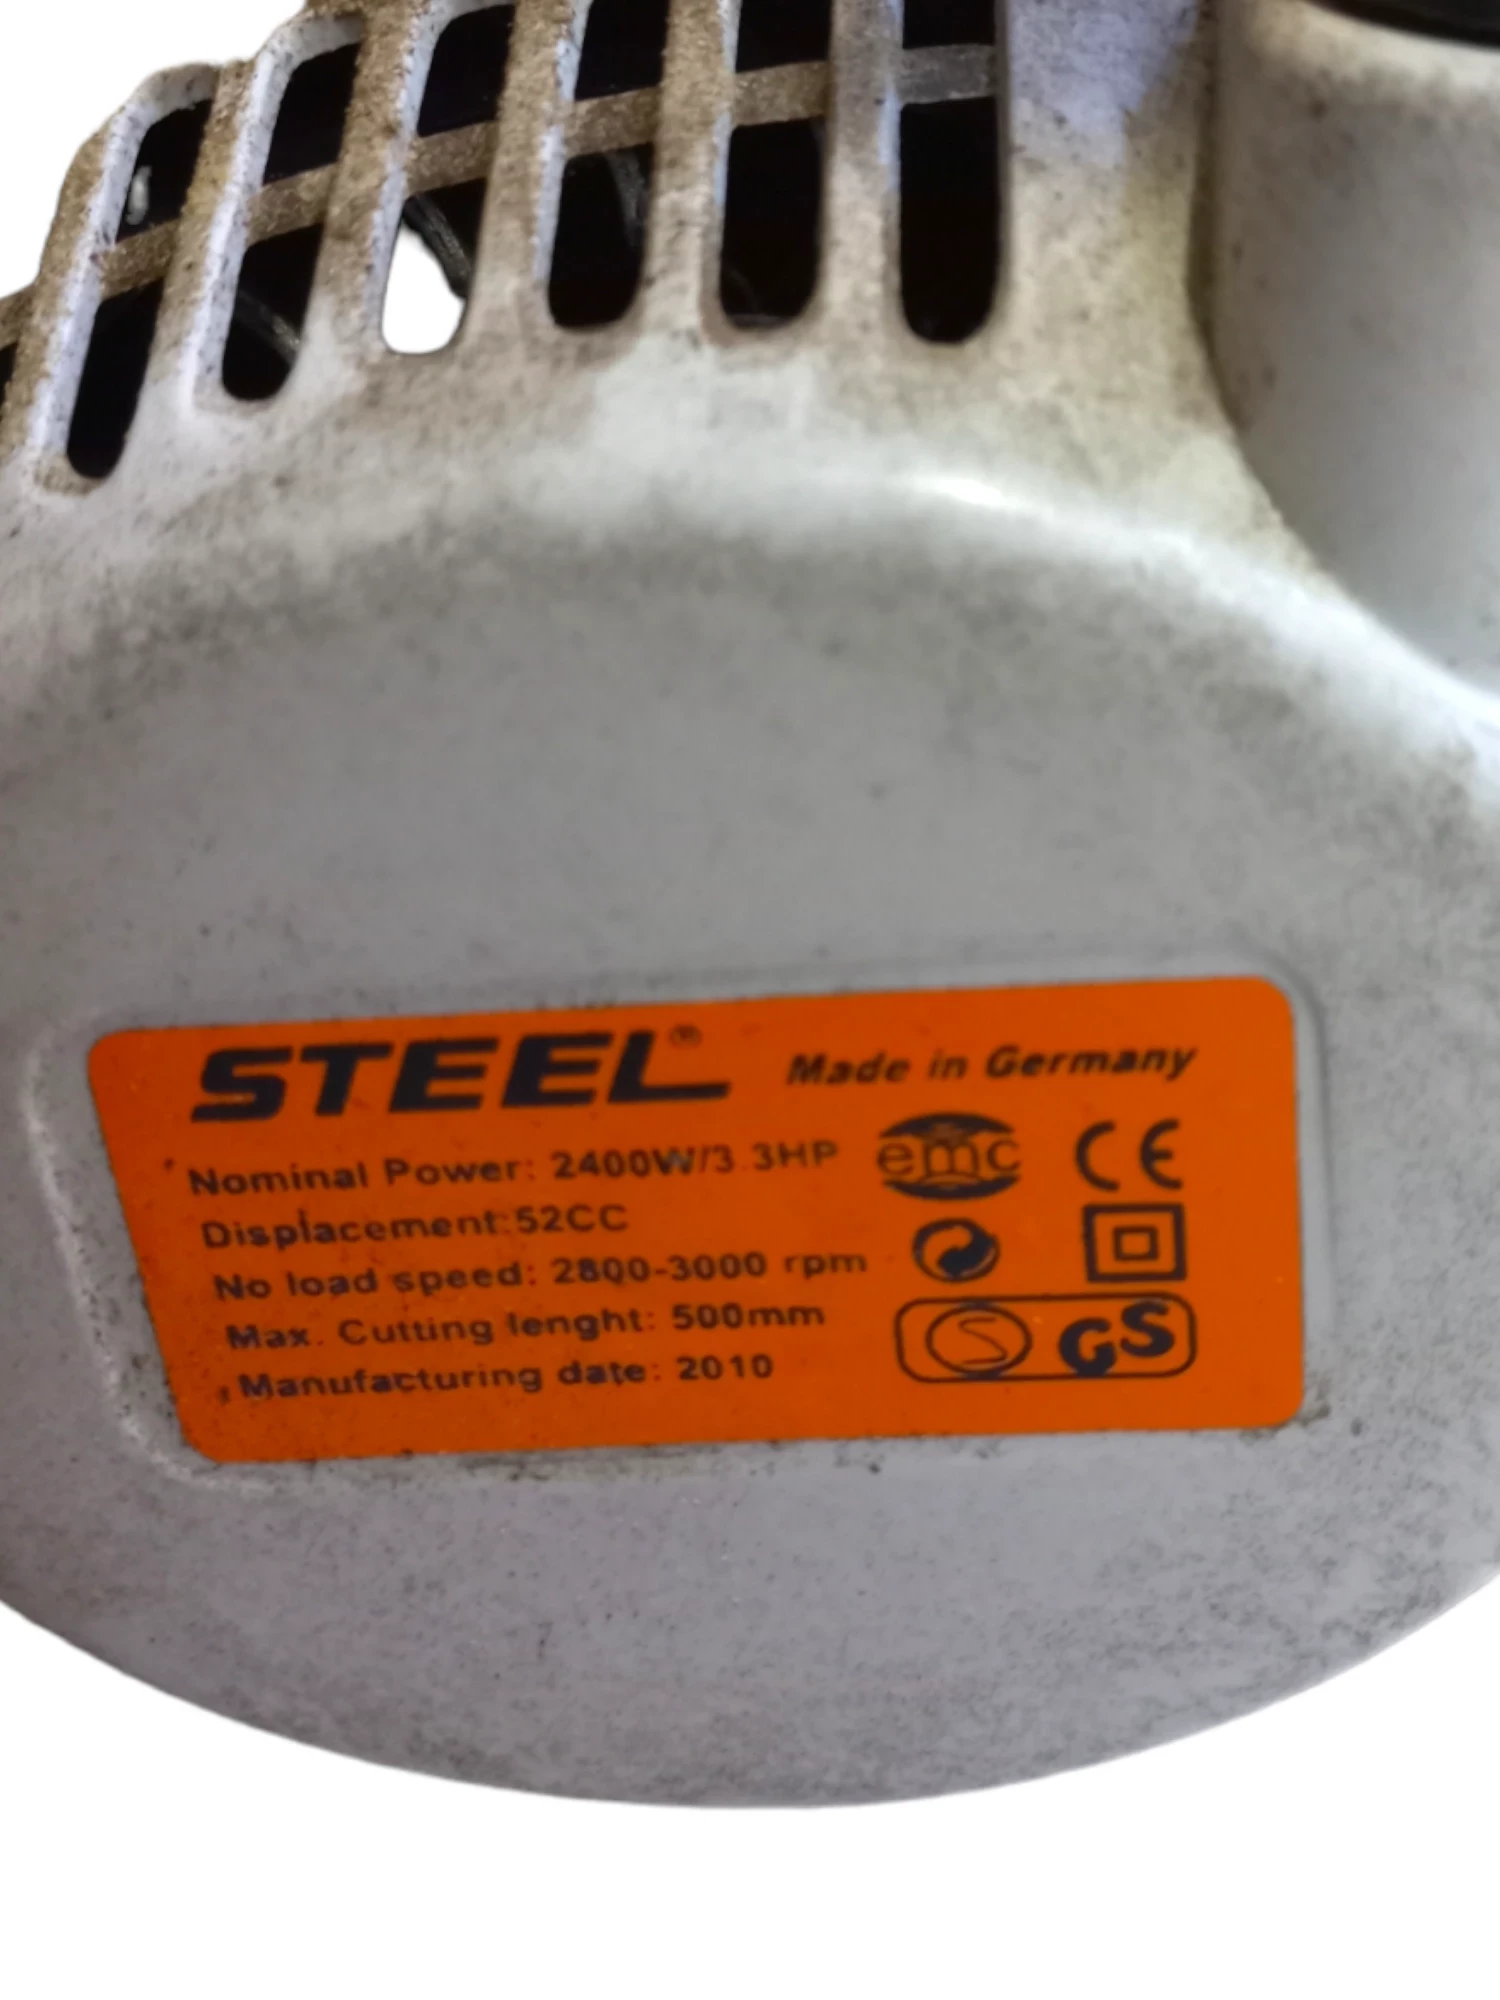 STEEL® Made in Germany
Nominal Power: 2400W/3.3HP
Displacement:52CC
No load speed: 2800-3000 rpm
Max. Cutting lenght: 500mm
Manufacturing date: 2010
emc CE
S GS